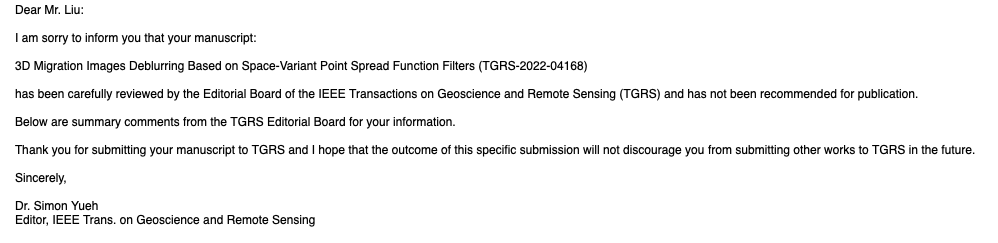 Dear Mr. Liu:
I am sorry to inform you that your manuscript:
3D Migration Images Deblurring Based on Space-Variant Point Spread Function Filters (TGRS-2022-04168)
has been carefully reviewed by the Editorial Board of the IEEE Transactions on Geoscience and Remote Sensing (TGRS) and has not been recommended for publication.
Below are summary comments from the TGRS Editorial Board for your information.
Thank you for submitting your manuscript to TGRS and I hope that the outcome of this specific submission will not discourage you from submitting other works to TGRS in the future.
Sincerely,
Dr. Simon Yueh
Editor, IEEE Trans. on Geoscience and Remote Sensing